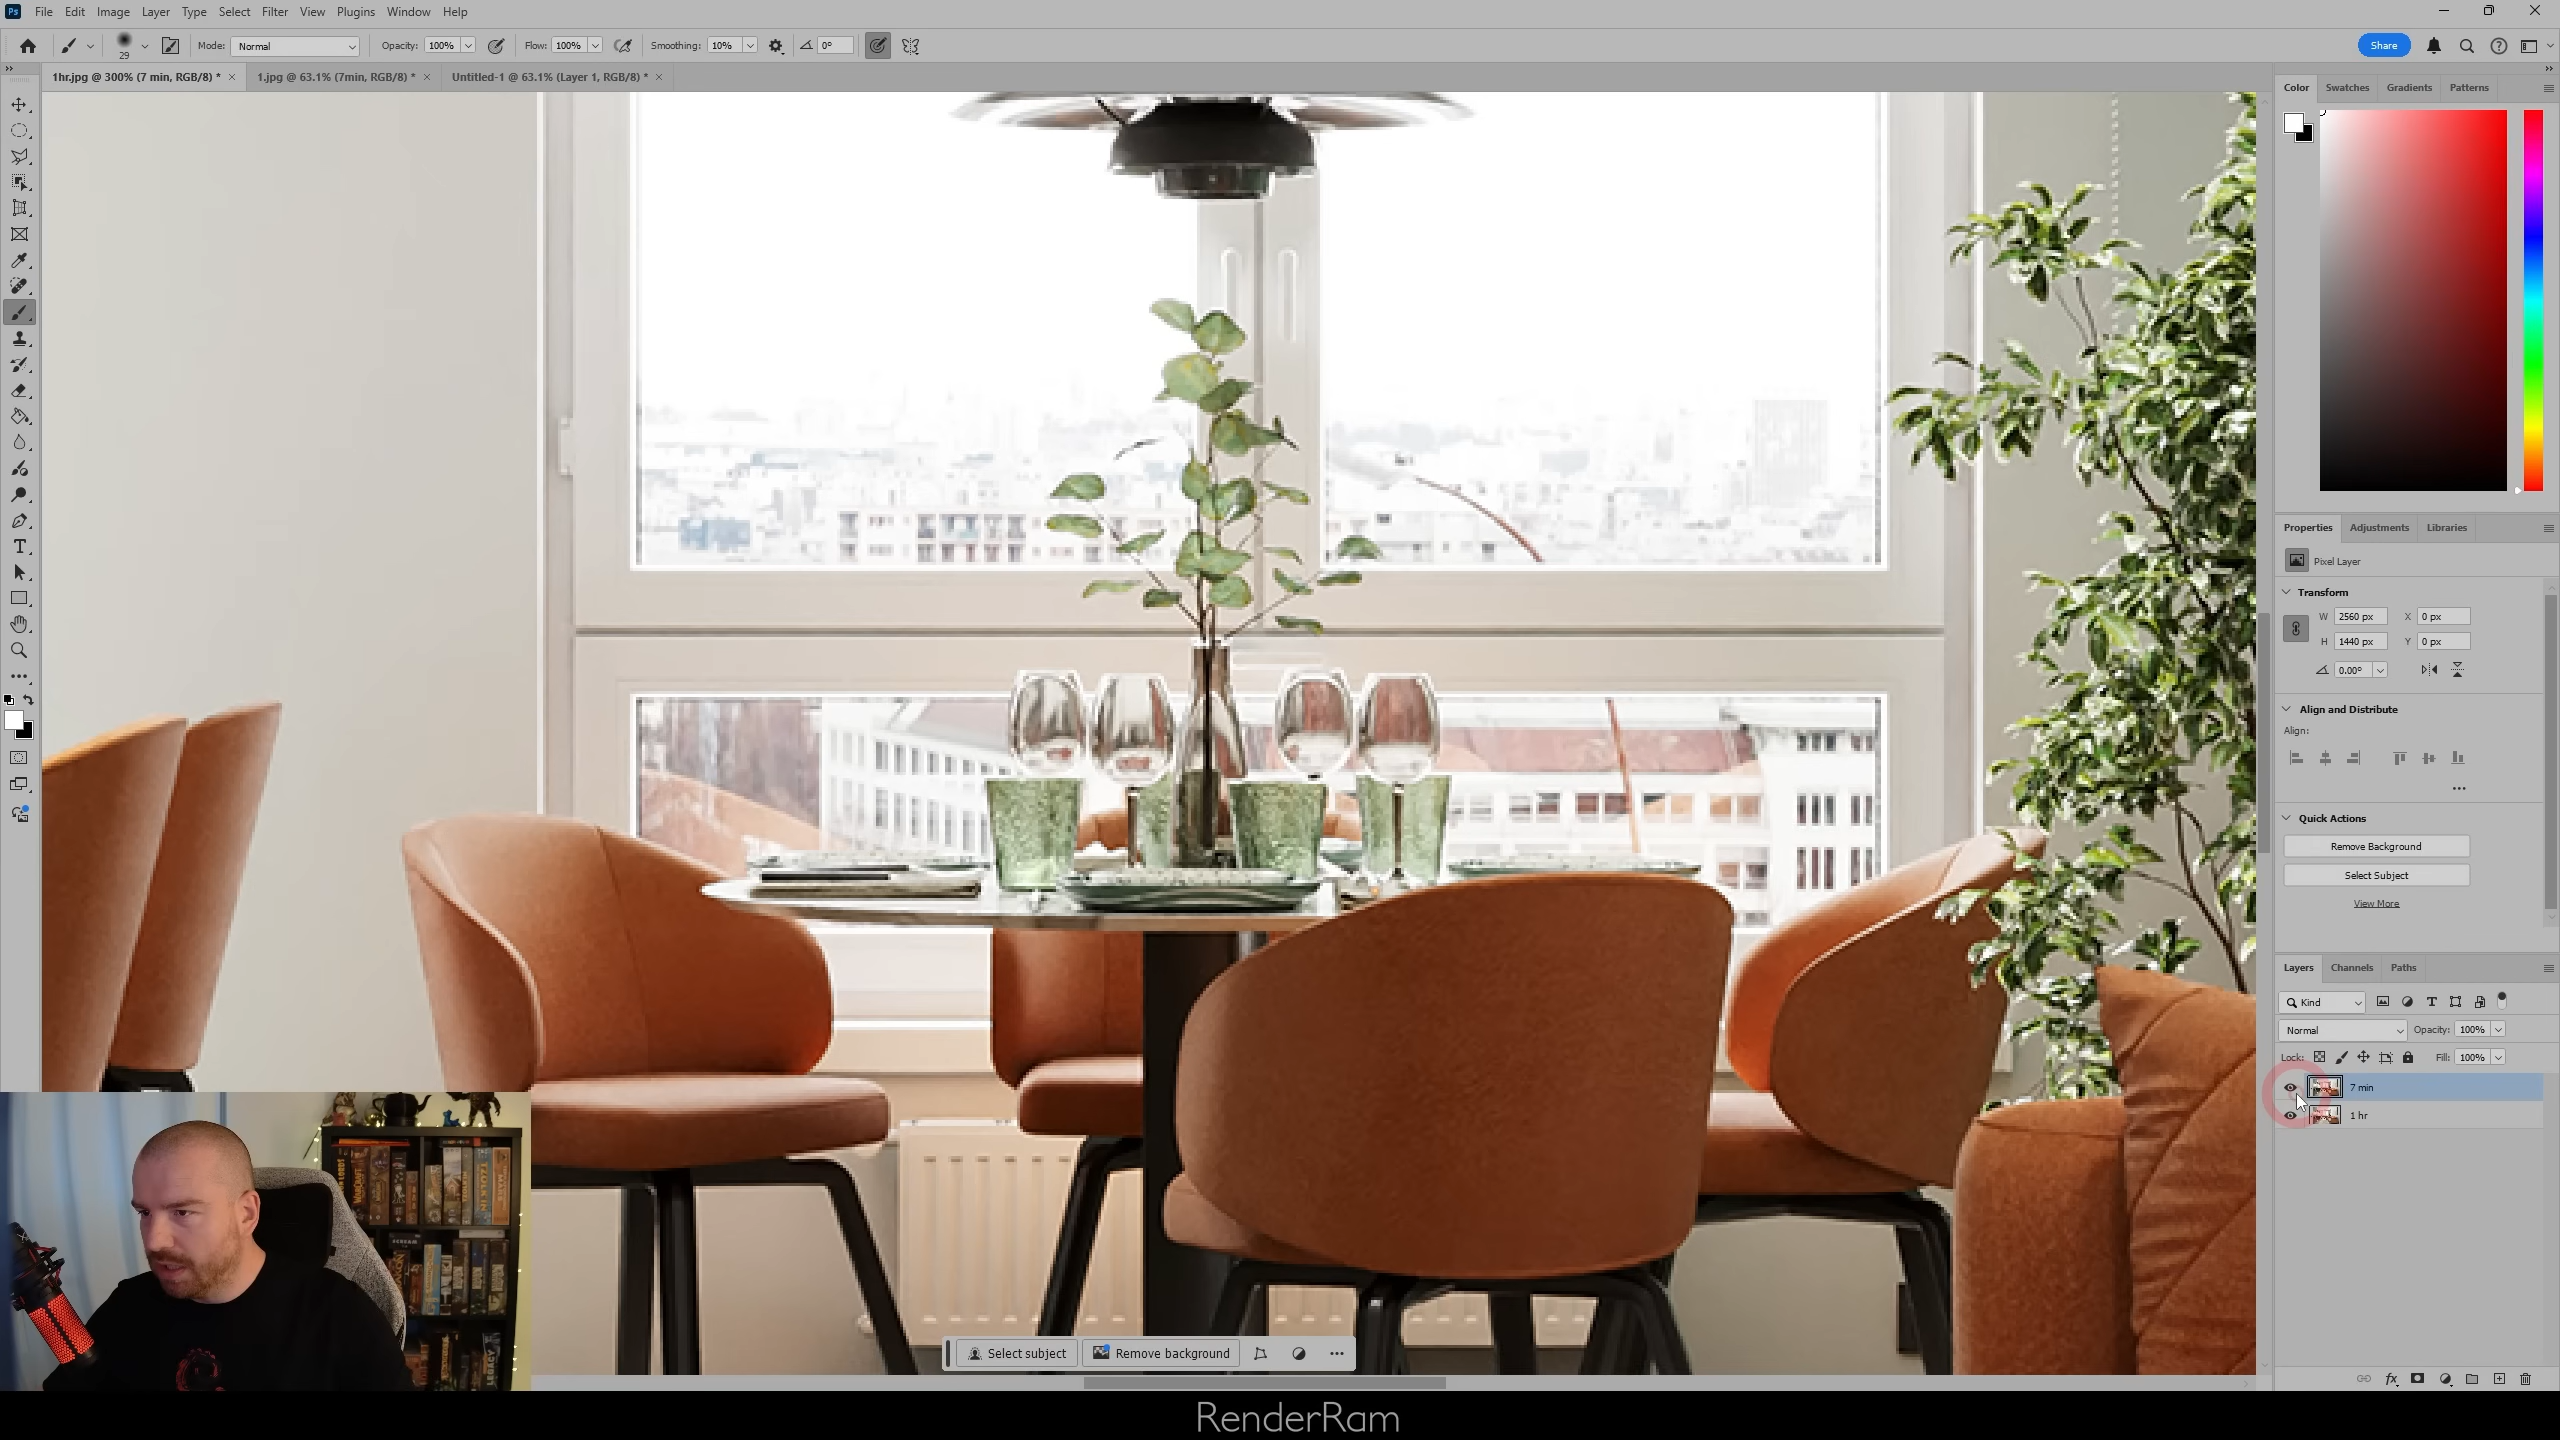 Ps File Edit Image Layer Type Select Filter View Plugins Window Help
29 Mode: Normal Opacity: 100% Flow: 100% Smoothing: 10% 0° Share
1hr.jpg @ 300% (7 min, RGB/8) * 1.jpg @ 63.1% (7min, RGB/8) * Untitled-1 @ 63.1% (Layer 1, RGB/8) *
Color Swatches Gradients Patterns
Properties Adjustments Libraries
Pixel Layer
Transform
W 2560 px X 0 px
H 1440 px Y 0 px
0.00°
Align and Distribute
Align:
Quick Actions
Remove Background
Select Subject
View More
Layers Channels Paths
Kind
Normal Opacity: 100%
Lock: Fill: 100%
7 min
1 hr
Select subject Remove background
RenderRam